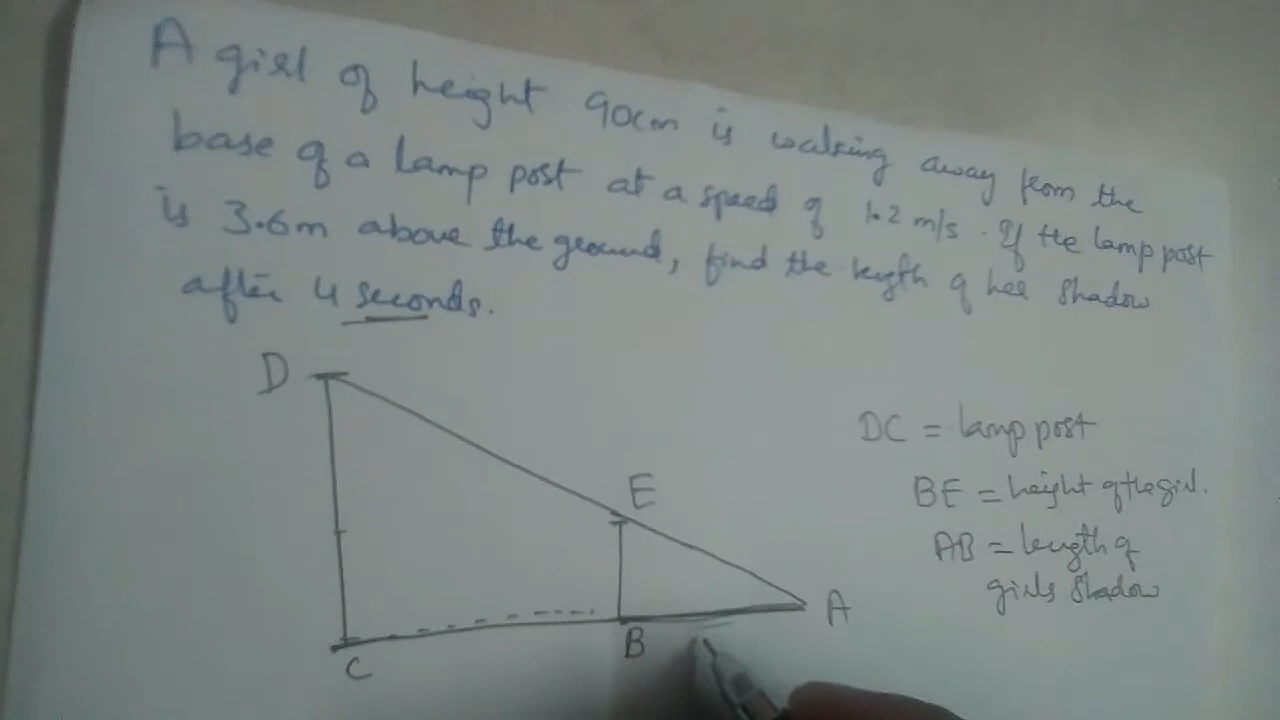 A girl of height 90cm is walking away from the
base of a lamp post at a speed of 1.2 m/s. If the lamp post
is 3.6m above the ground, find the length of her shadow
after 4 seconds.
D
DC = lamp post
E
BE = height of the girl.
AB = length of
girls shadow
A
B
C